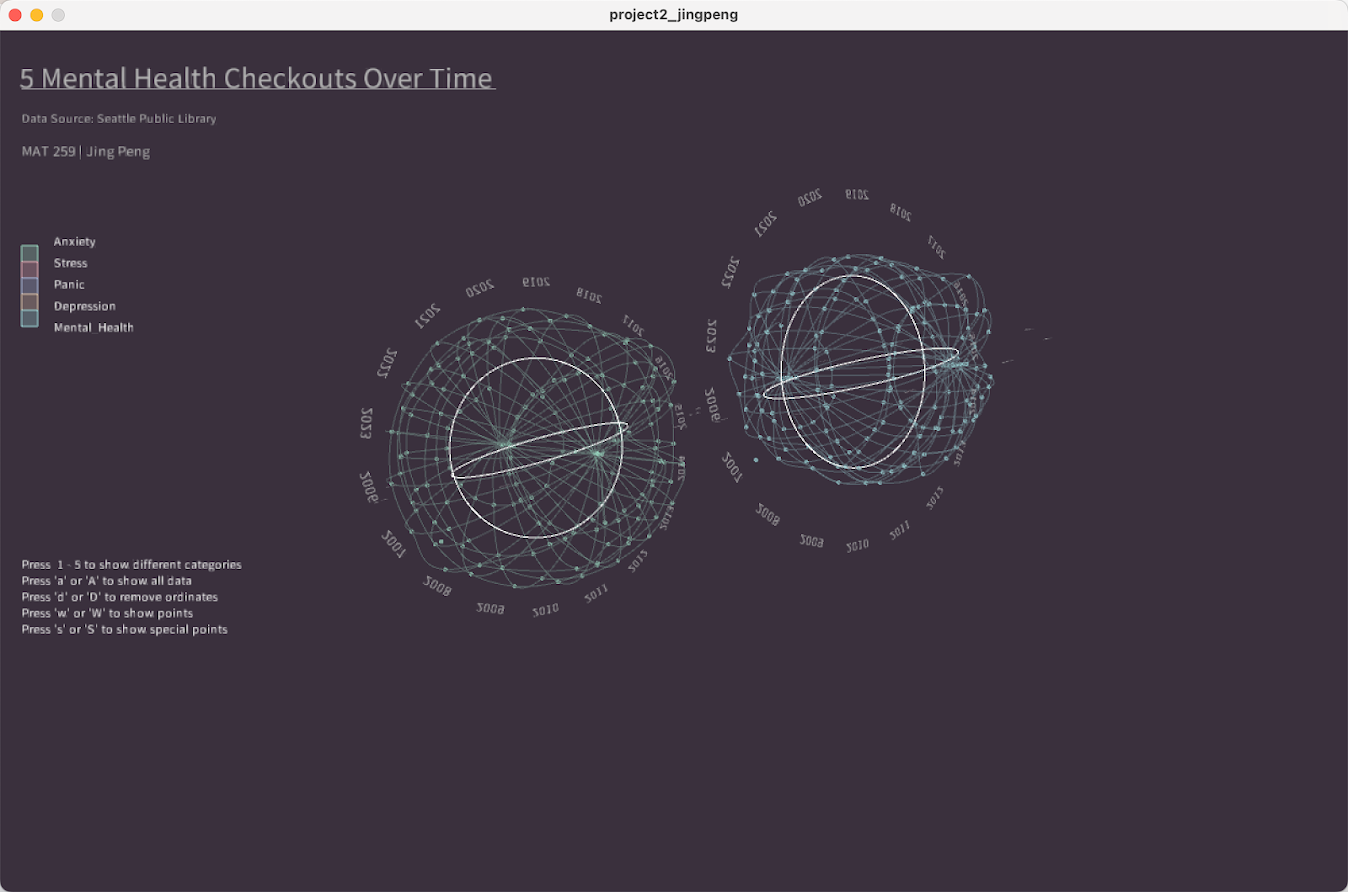 project2_jingpeng
5 Mental Health Checkouts Over Time
Data Source: Seattle Public Library
MAT 259 | Jing Peng
Anxiety
Stress
Panic
Depression
Mental_Health
Press 1 - 5 to show different categories
Press 'a' or 'A' to show all data
Press 'd' or 'D' to remove ordinates
Press 'w' or 'W' to show points
Press 's' or 'S' to show special points
2019
2020
2018
2021
2017
2022
2016
2023
2015
2006
2014
2007
2013
2008
2012
2009
2010
2011
2019
2020
2018
2021
2017
2022
2016
2023
2006
2007
2013
2008
2012
2009
2010
2011